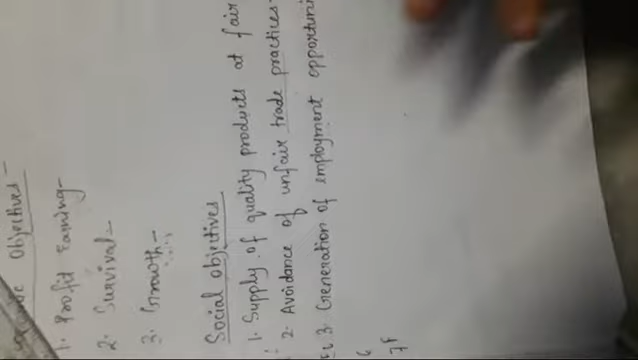 Objectives -
1. Profit Earning -
2. Survival -
3. Growth -
Social objectives
1. Supply of quality products at fair
2. Avoidance of unfair trade practices -
3. Generation of employment opportuni